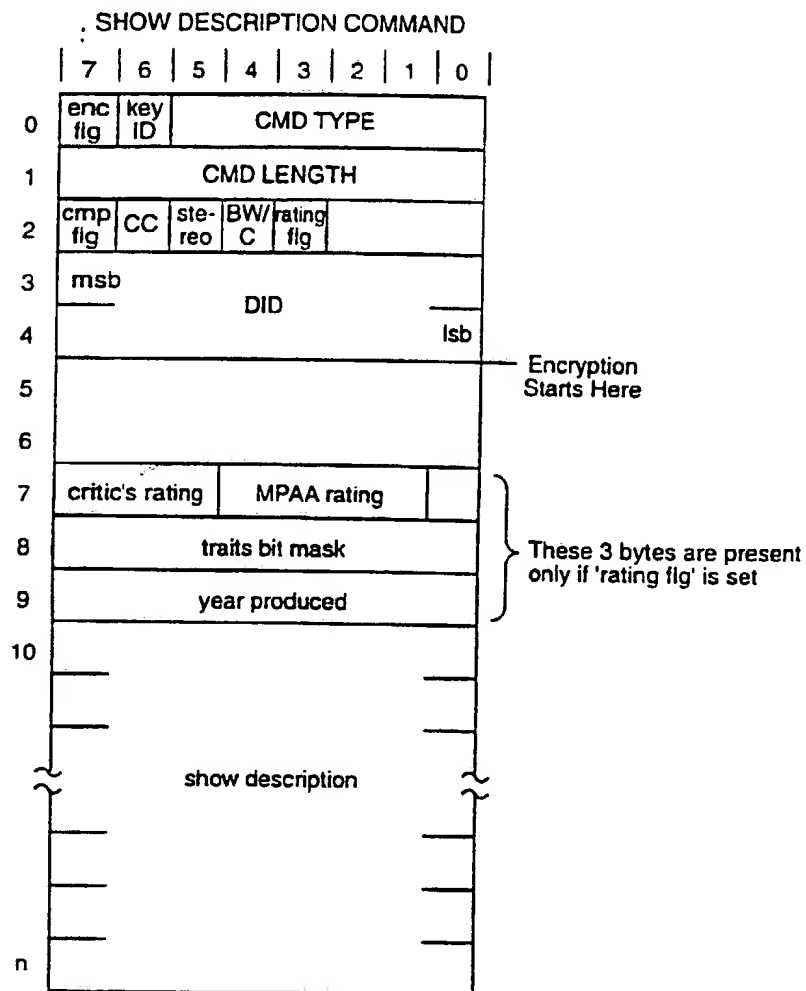 SHOW DESCRIPTION COMMAND
7 6 5 4 3 2 1 0
0 enc flg key ID CMD TYPE
1 CMD LENGTH
2 cmp flg CC ste-reo BW/C rating flg
3 msb
DID
4 lsb
Encryption
Starts Here
5
6
7 critic's rating MPAA rating
8 traits bit mask
9 year produced
These 3 bytes are present
only if 'rating flg' is set
10
show description
n